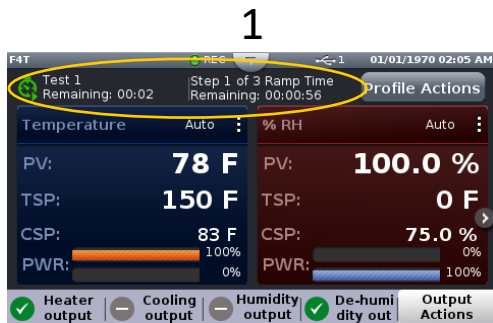 1
F4T REC 1 01/01/1970 02:05 AM
Test 1 Step 1 of 3 Ramp Time Profile Actions
Remaining: 00:02 Remaining: 00:00:56
Temperature Auto % RH Auto
PV: 78 F PV: 100.0 %
TSP: 150 F TSP: 0 F
CSP: 83 F CSP: 75.0 %
PWR: 100% PWR: 0%
0% 100%
Heater Cooling Humidity De-humi Output
output output output dity out Actions